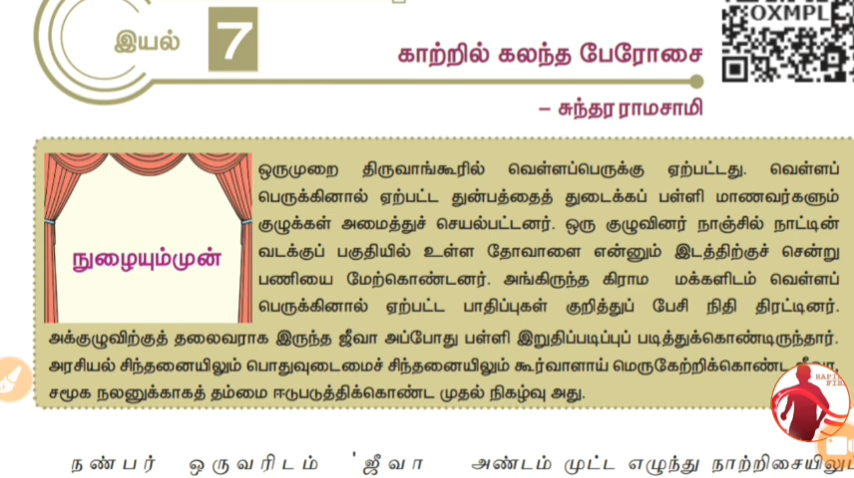 இயல் 7
OXMPL
காற்றில் கலந்த பேரோசை
– சுந்தர ராமசாமி
நுழையும்முன்
ஒருமுறை திருவாங்கூரில் வெள்ளப்பெருக்கு ஏற்பட்டது. வெள்ளப்
பெருக்கினால் ஏற்பட்ட துன்பத்தைத் துடைக்கப் பள்ளி மாணவர்களும்
குழுக்கள் அமைத்துச் செயல்பட்டனர். ஒரு குழுவினர் நாஞ்சில் நாட்டின்
வடக்குப் பகுதியில் உள்ள தோவாளை என்னும் இடத்திற்குச் சென்று
பணியை மேற்கொண்டனர். அங்கிருந்த கிராம மக்களிடம் வெள்ளப்
பெருக்கினால் ஏற்பட்ட பாதிப்புகள் குறித்துப் பேசி நிதி திரட்டினர்.
அக்குழுவிற்குத் தலைவராக இருந்த ஜீவா அப்போது பள்ளி இறுதிப்படிப்புப் படித்துக்கொண்டிருந்தார்.
அரசியல் சிந்தனையிலும் பொதுவுடைமைச் சிந்தனையிலும் கூர்வாளாய் மெருகேற்றிக்கொண்ட ஜீவா,
சமூக நலனுக்காகத் தம்மை ஈடுபடுத்திக்கொண்ட முதல் நிகழ்வு அது.
நண்பர் ஒருவரிடம் 'ஜீவா அண்டம் முட்ட எழுந்து